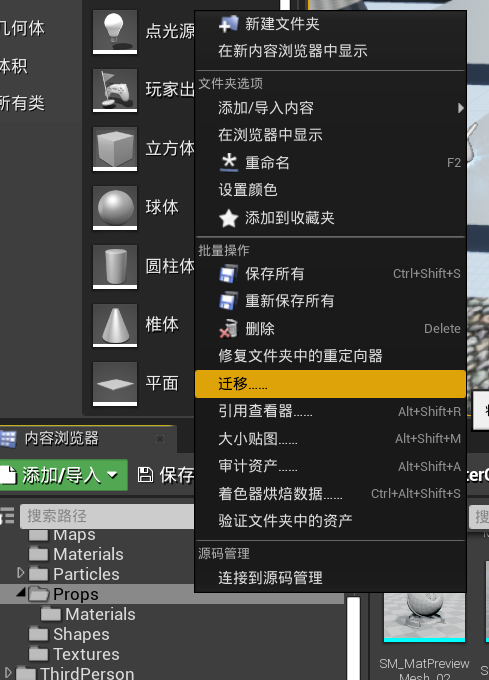 几何体
体积
所有类
点光源
玩家出
立方体
球体
圆柱体
椎体
平面
新建文件夹
在新内容浏览器中显示
文件夹选项
添加/导入内容
在浏览器中显示
重命名 F2
设置颜色
添加到收藏夹
批量操作
保存所有 Ctrl+Shift+S
重新保存所有
删除 Delete
修复文件夹中的重定向器
迁移……
引用查看器…… Alt+Shift+R
大小贴图…… Alt+Shift+M
审计资产…… Alt+Shift+A
着色器烘焙数据…… Ctrl+Alt+Shift+S
验证文件夹中的资产
源码管理
连接到源码管理
内容浏览器
添加/导入 保存
搜索路径
搜
Maps
Materials
Particles
Props
Materials
Shapes
Textures
ThirdPerson
SM_MatPreview
Mesh_02